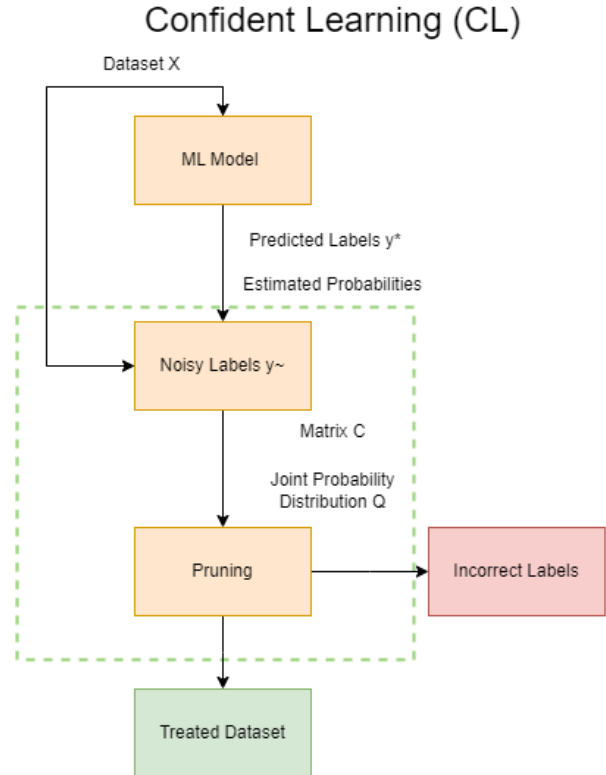 Confident Learning (CL)
Dataset X
ML Model
Predicted Labels y*
Estimated Probabilities
Noisy Labels y~
Matrix C
Joint Probability
Distribution Q
Pruning
Incorrect Labels
Treated Dataset